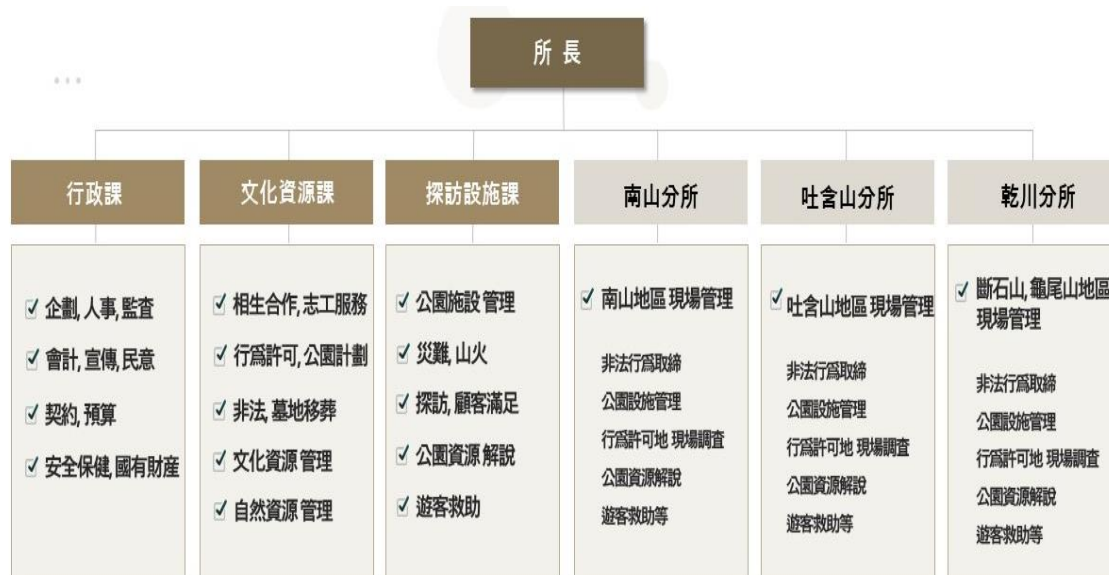 所 長
行政課
企劃, 人事, 監査
會計, 宣傳, 民意
契約, 預算
安全保健, 國有財産
文化資源課
相生合作, 志工服務
行爲許可, 公園計劃
非法, 墓地移葬
文化資源 管理
自然資源 管理
探訪設施課
公園施設 管理
災難, 山火
探訪, 顧客滿足
公園資源 解說
遊客救助
南山分所
南山地區 現場管理
非法行爲取締
公園設施管理
行爲許可地 現場調査
公園資源解說
遊客救助等
吐含山分所
吐含山地區 現場管理
非法行爲取締
公園設施管理
行爲許可地 現場調査
公園資源解說
遊客救助等
乾川分所
斷石山, 龜尾山地區
現場管理
非法行爲取締
公園設施管理
行爲許可地 現場調査
公園資源解說
遊客救助等